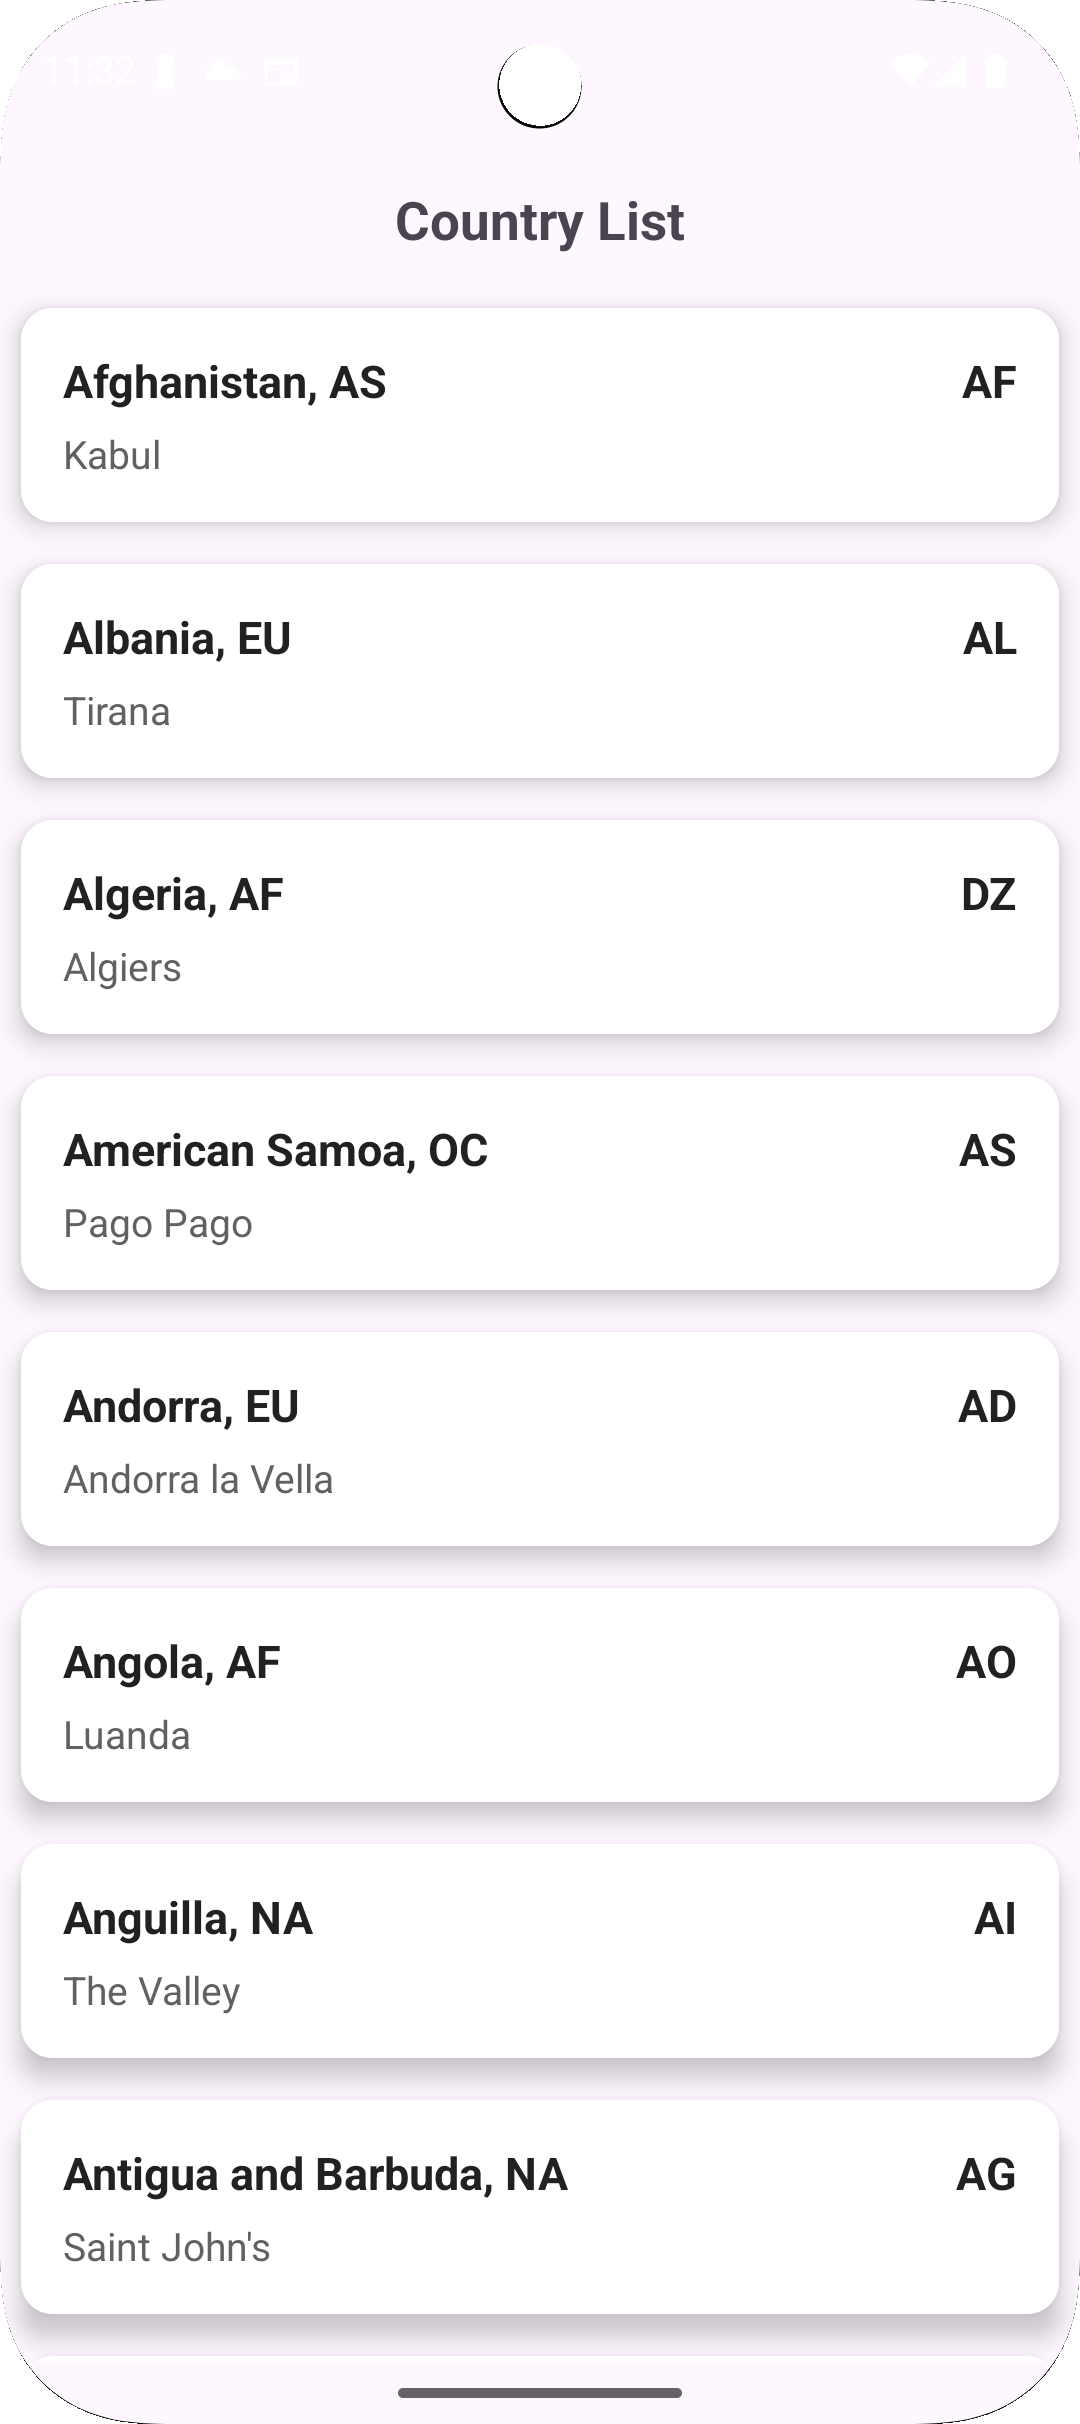 11:32
Country List
Afghanistan, AS
AF
Kabul
Albania, EU
AL
Tirana
Algeria, AF
DZ
Algiers
American Samoa, OC
AS
Pago Pago
Andorra, EU
AD
Andorra la Vella
Angola, AF
AO
Luanda
Anguilla, NA
AI
The Valley
Antigua and Barbuda, NA
AG
Saint John's